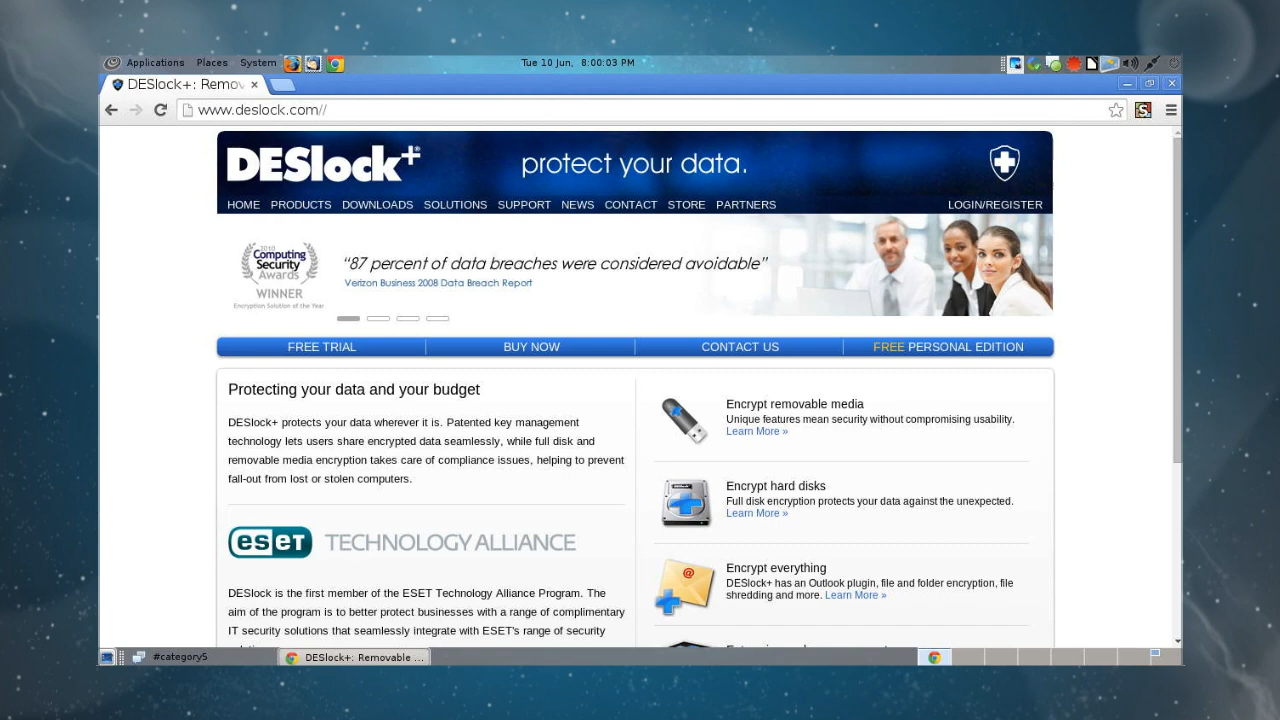 Applications Places System Tue 10 Jun, 8:00:03 PM
DESlock+: Remov
www.deslock.com//
DESlock+ protect your data.
HOME PRODUCTS DOWNLOADS SOLUTIONS SUPPORT NEWS CONTACT STORE PARTNERS LOGIN/REGISTER
2010
Computing
Security
Awards
WINNER
Encryption Solution of the Year
"87 percent of data breaches were considered avoidable"
Verizon Business 2008 Data Breach Report
FREE TRIAL BUY NOW CONTACT US FREE PERSONAL EDITION
Protecting your data and your budget
DESlock+ protects your data wherever it is. Patented key management
technology lets users share encrypted data seamlessly, while full disk and
removable media encryption takes care of compliance issues, helping to prevent
fall-out from lost or stolen computers.
eseT TECHNOLOGY ALLIANCE
DESlock is the first member of the ESET Technology Alliance Program. The
aim of the program is to better protect businesses with a range of complimentary
IT security solutions that seamlessly integrate with ESET's range of security
Encrypt removable media
Unique features mean security without compromising usability.
Learn More »
Encrypt hard disks
Full disk encryption protects your data against the unexpected.
Learn More »
Encrypt everything
DESlock+ has an Outlook plugin, file and folder encryption, file
shredding and more. Learn More »
#category5 DESlock+: Removable ...